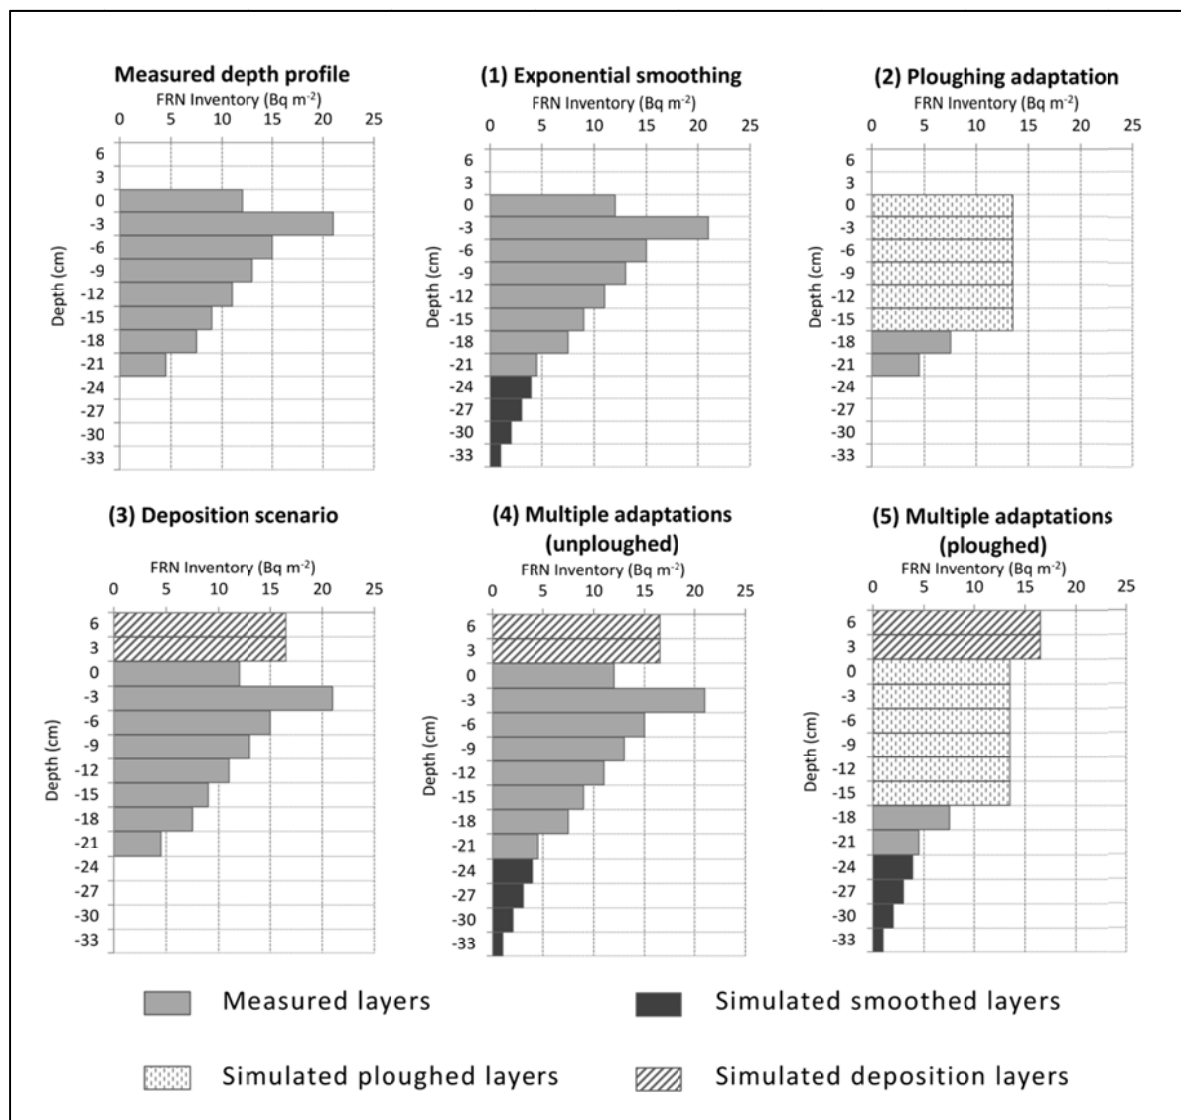 Measured depth profile
FRN Inventory (Bq m-2)
0 5 10 15 20 25
Depth (cm)
6
3
0
-3
-6
-9
-12
-15
-18
-21
-24
-27
-30
-33
(1) Exponential smoothing
FRN Inventory (Bq m-2)
0 5 10 15 20 25
Depth (cm)
6
3
0
-3
-6
-9
-12
-15
-18
-21
-24
-27
-30
-33
(2) Ploughing adaptation
FRN Inventory (Bq m-2)
0 5 10 15 20 25
Depth (cm)
6
3
0
-3
-6
-9
-12
-15
-18
-21
-24
-27
-30
-33
(3) Deposition scenario
FRN Inventory (Bq m-2)
0 5 10 15 20 25
Depth (cm)
6
3
0
-3
-6
-9
-12
-15
-18
-21
-24
-27
-30
-33
(4) Multiple adaptations
(unploughed)
FRN Inventory (Bq m-2)
0 5 10 15 20 25
Depth (cm)
6
3
0
-3
-6
-9
-12
-15
-18
-21
-24
-27
-30
-33
(5) Multiple adaptations
(ploughed)
FRN Inventory (Bq m-2)
0 5 10 15 20 25
Depth (cm)
6
3
0
-3
-6
-9
-12
-15
-18
-21
-24
-27
-30
-33
Measured layers
Simulated smoothed layers
Simulated ploughed layers
Simulated deposition layers